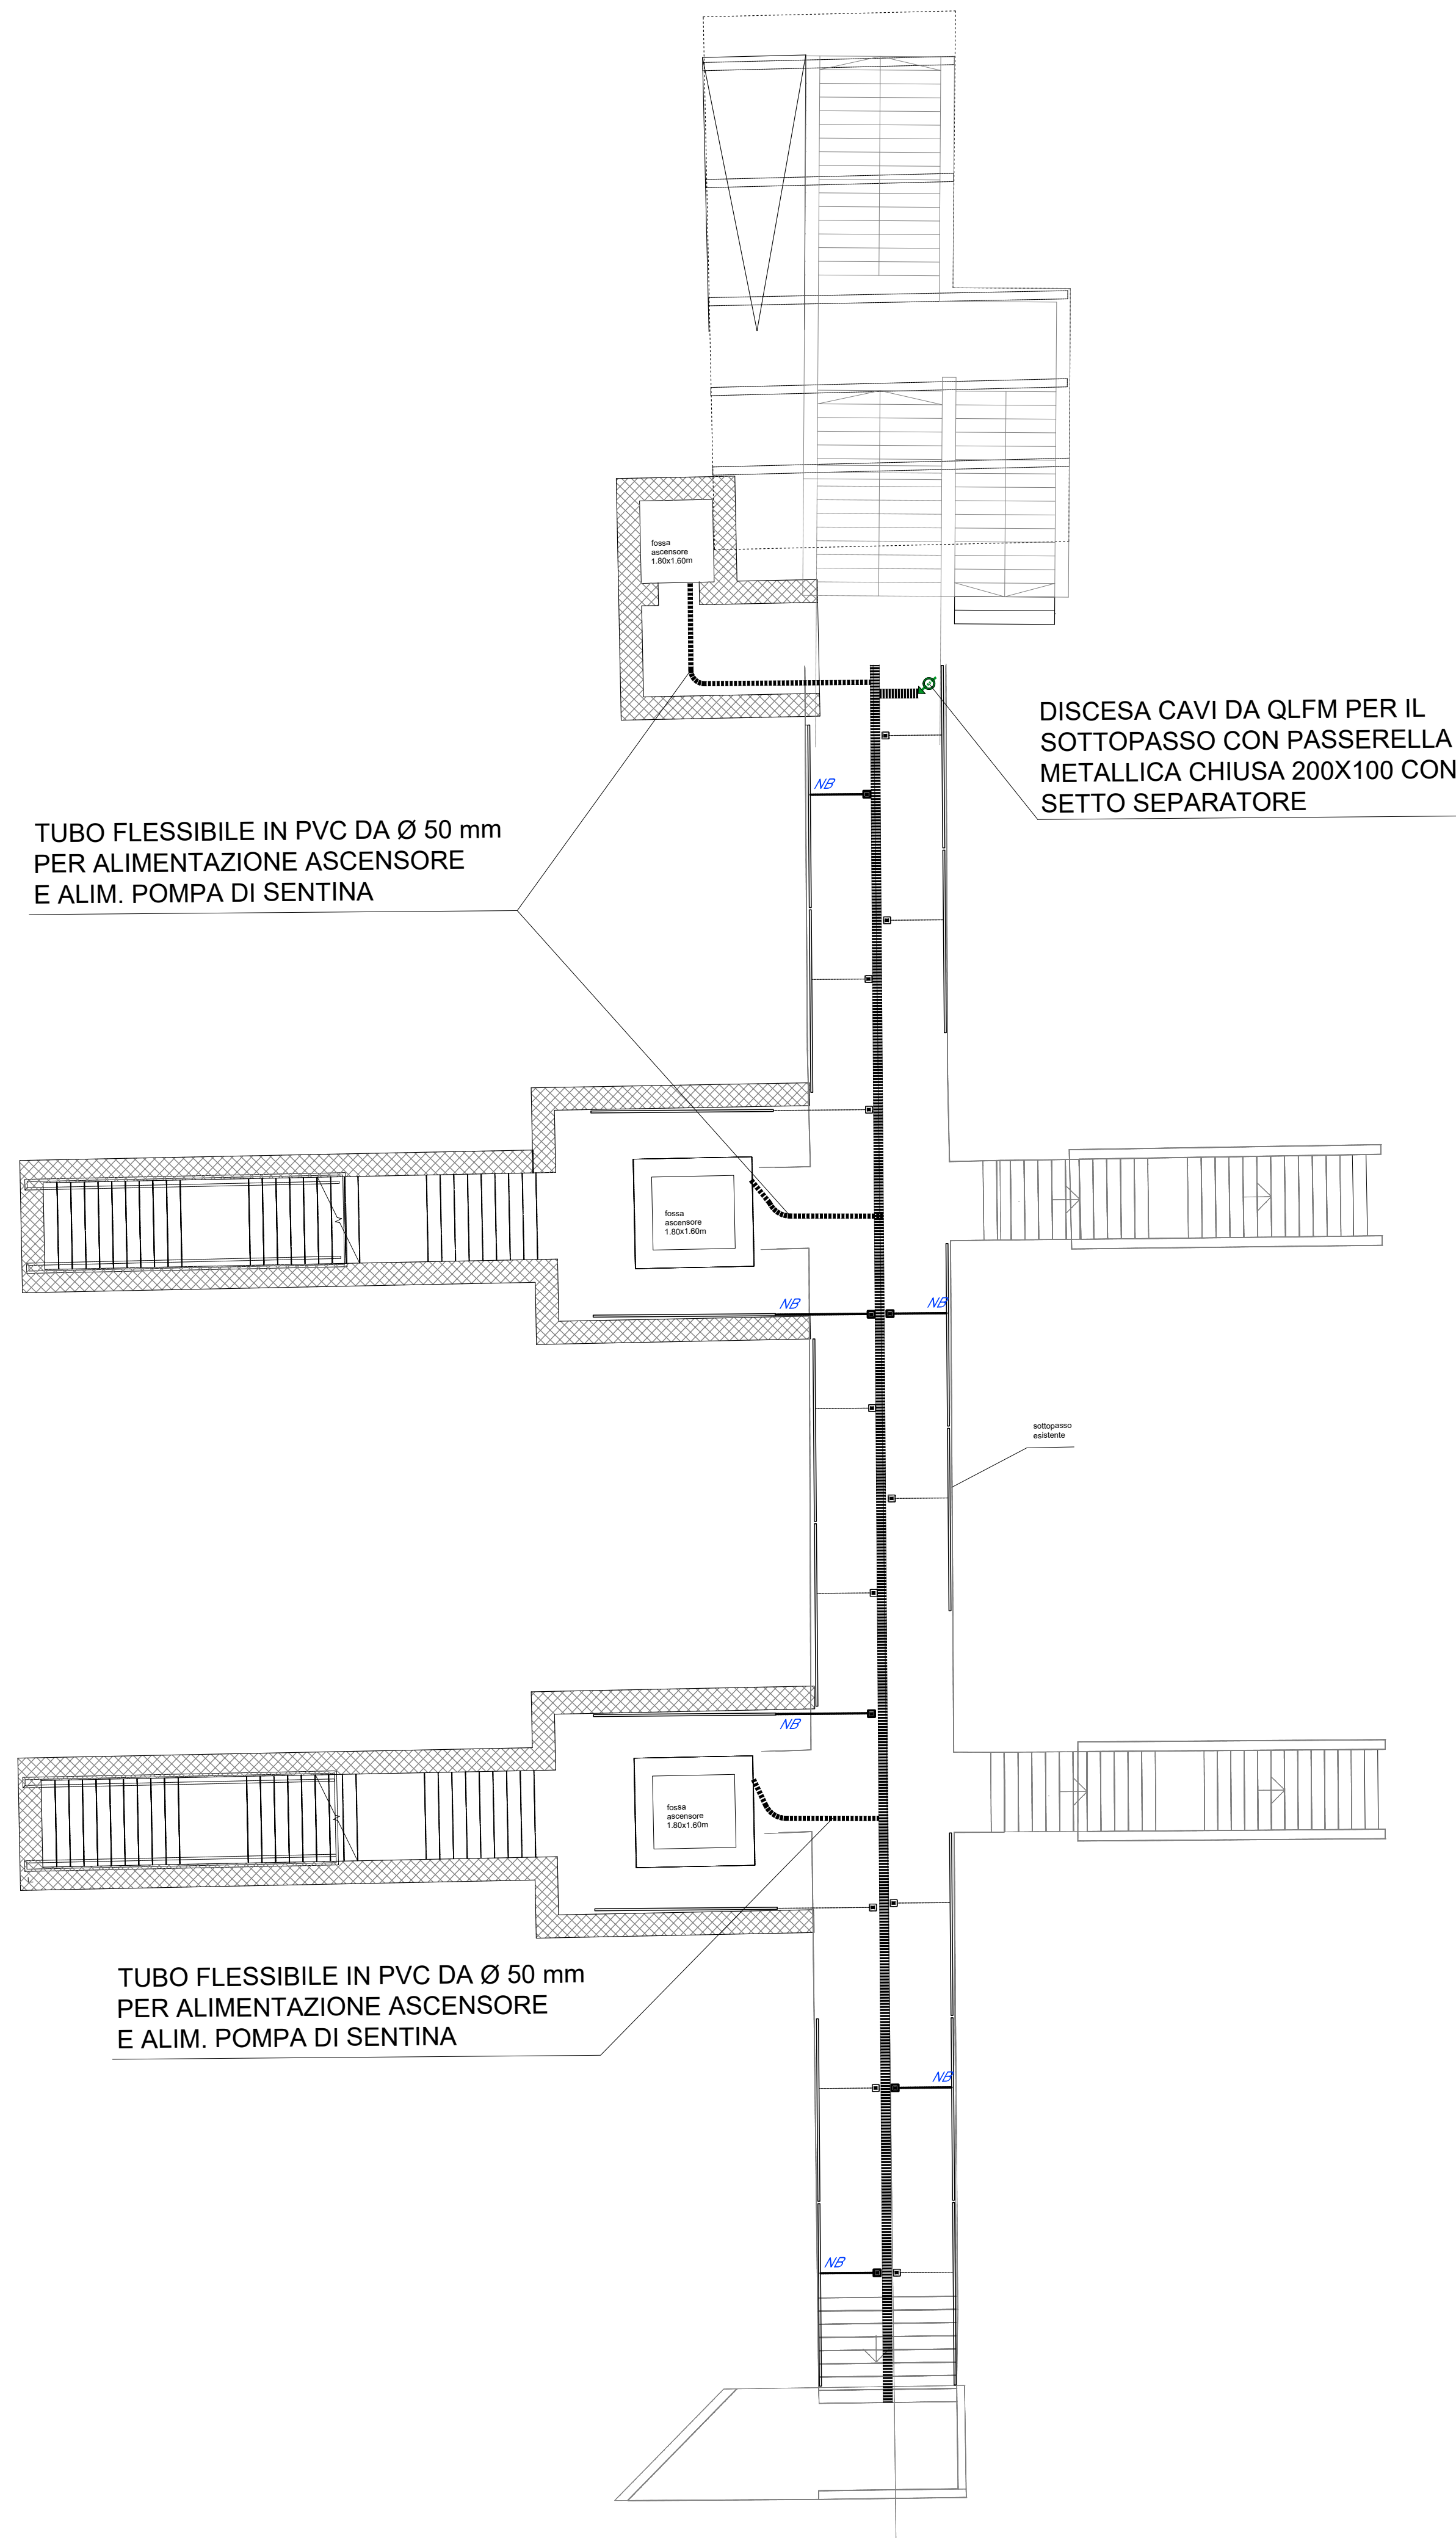 fossa
ascensore
1.80x1.60m
DISCESA CAVI DA QLFM PER IL
SOTTOPASSO CON PASSERELLA
METALLICA CHIUSA 200X100 CON
SETTO SEPARATORE
NB
TUBO FLESSIBILE IN PVC DA Ø 50 mm
PER ALIMENTAZIONE ASCENSORE
E ALIM. POMPA DI SENTINA
fossa
ascensore
1.80x1.60m
NB
NB
sottopasso
esistente
NB
fossa
ascensore
1.80x1.60m
TUBO FLESSIBILE IN PVC DA Ø 50 mm
PER ALIMENTAZIONE ASCENSORE
E ALIM. POMPA DI SENTINA
NB
NB